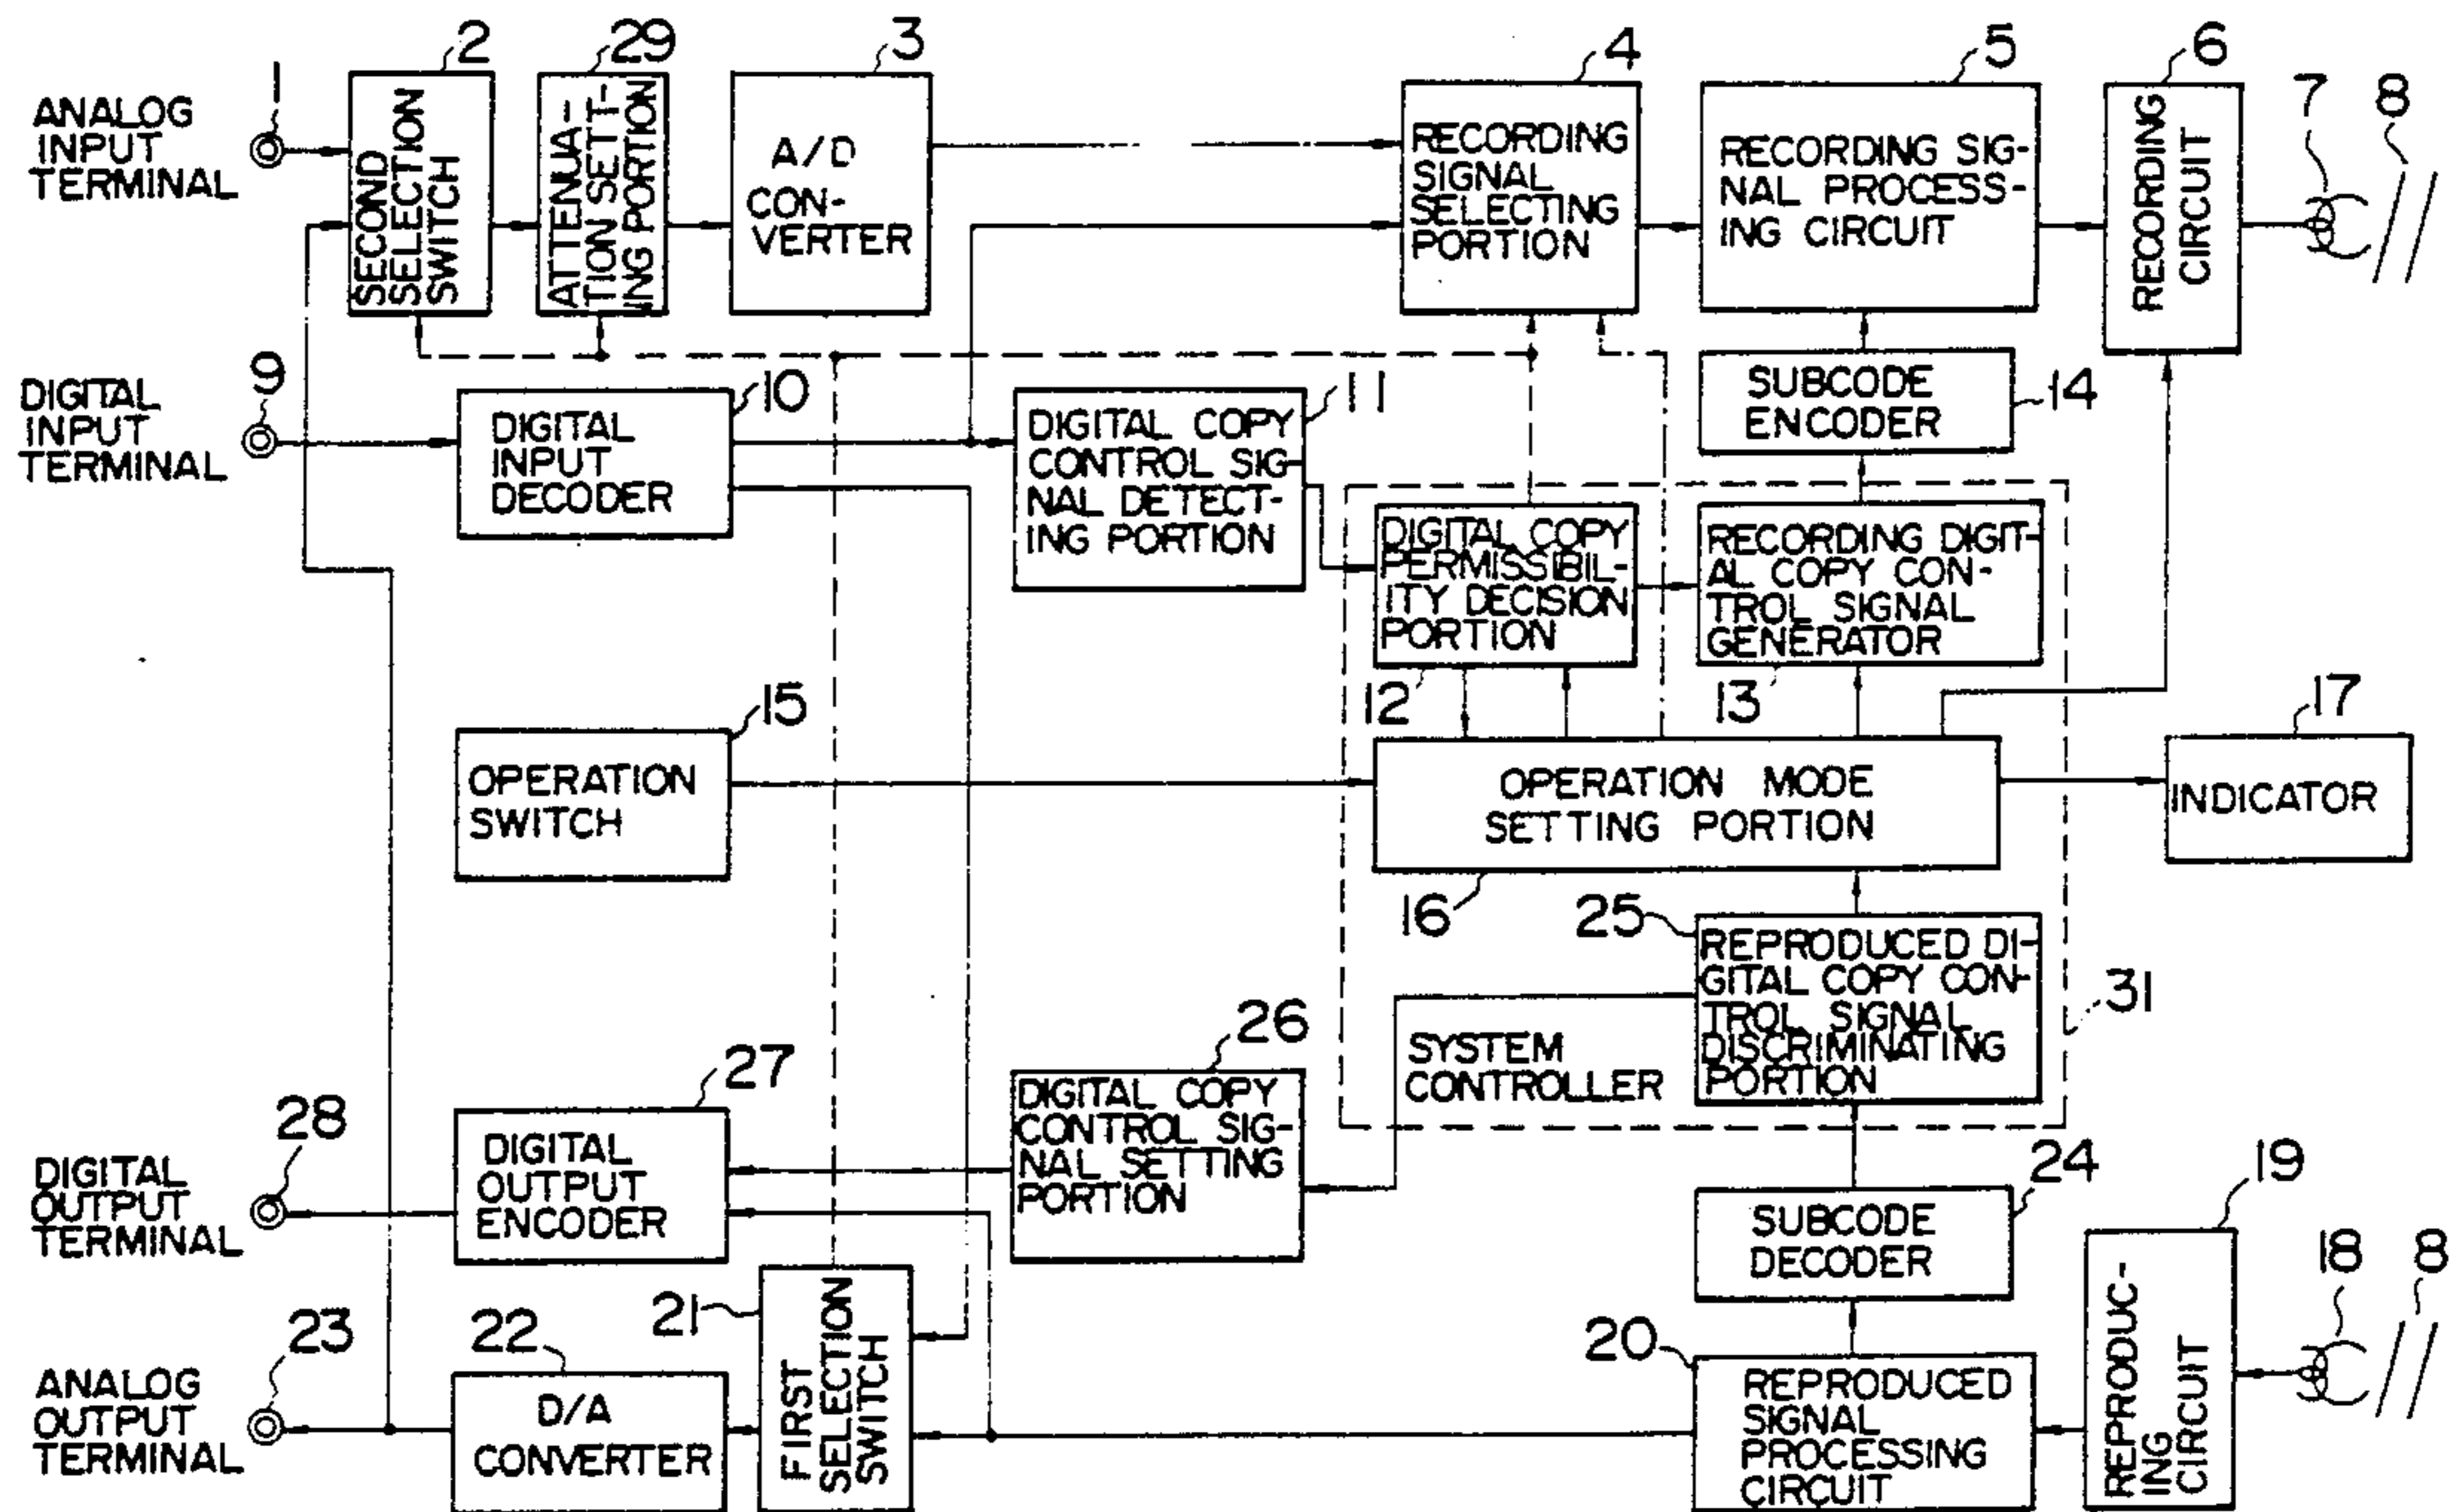 2
29
3
4
5
6
7
8
1
ANALOG
INPUT
TERMINAL
SECOND
SELECTION
SWITCH
ATTENUA-
TION SETT-
ING PORTION
A/D
CON-
VERTER
RECORDING
SIGNAL
SELECTING
PORTION
RECORDING SIG-
NAL PROCESS-
ING CIRCUIT
RECORDING
CIRCUIT
9
DIGITAL
INPUT
TERMINAL
10
DIGITAL
INPUT
DECODER
11
DIGITAL COPY
CONTROL SIG-
NAL DETECT-
ING PORTION
SUBCODE
ENCODER
14
DIGITAL COPY
PERMISSIBIL-
ITY DECISION
PORTION
12
RECORDING DIGIT-
AL COPY CON-
TROL SIGNAL
GENERATOR
13
15
OPERATION
SWITCH
OPERATION MODE
SETTING PORTION
16
17
INDICATOR
25
REPRODUCED DI-
GITAL COPY CON-
TROL SIGNAL
DISCRIMINATING
PORTION
31
SYSTEM
CONTROLLER
26
DIGITAL COPY
CONTROL SIG-
NAL SETTING
PORTION
27
DIGITAL
OUTPUT
ENCODER
28
DIGITAL
OUTPUT
TERMINAL
24
SUBCODE
DECODER
19
REPRODUC-
ING
CIRCUIT
18
8
23
ANALOG
OUTPUT
TERMINAL
22
D/A
CONVERTER
21
FIRST
SELECTION
SWITCH
20
REPRODUCED
SIGNAL
PROCESSING
CIRCUIT